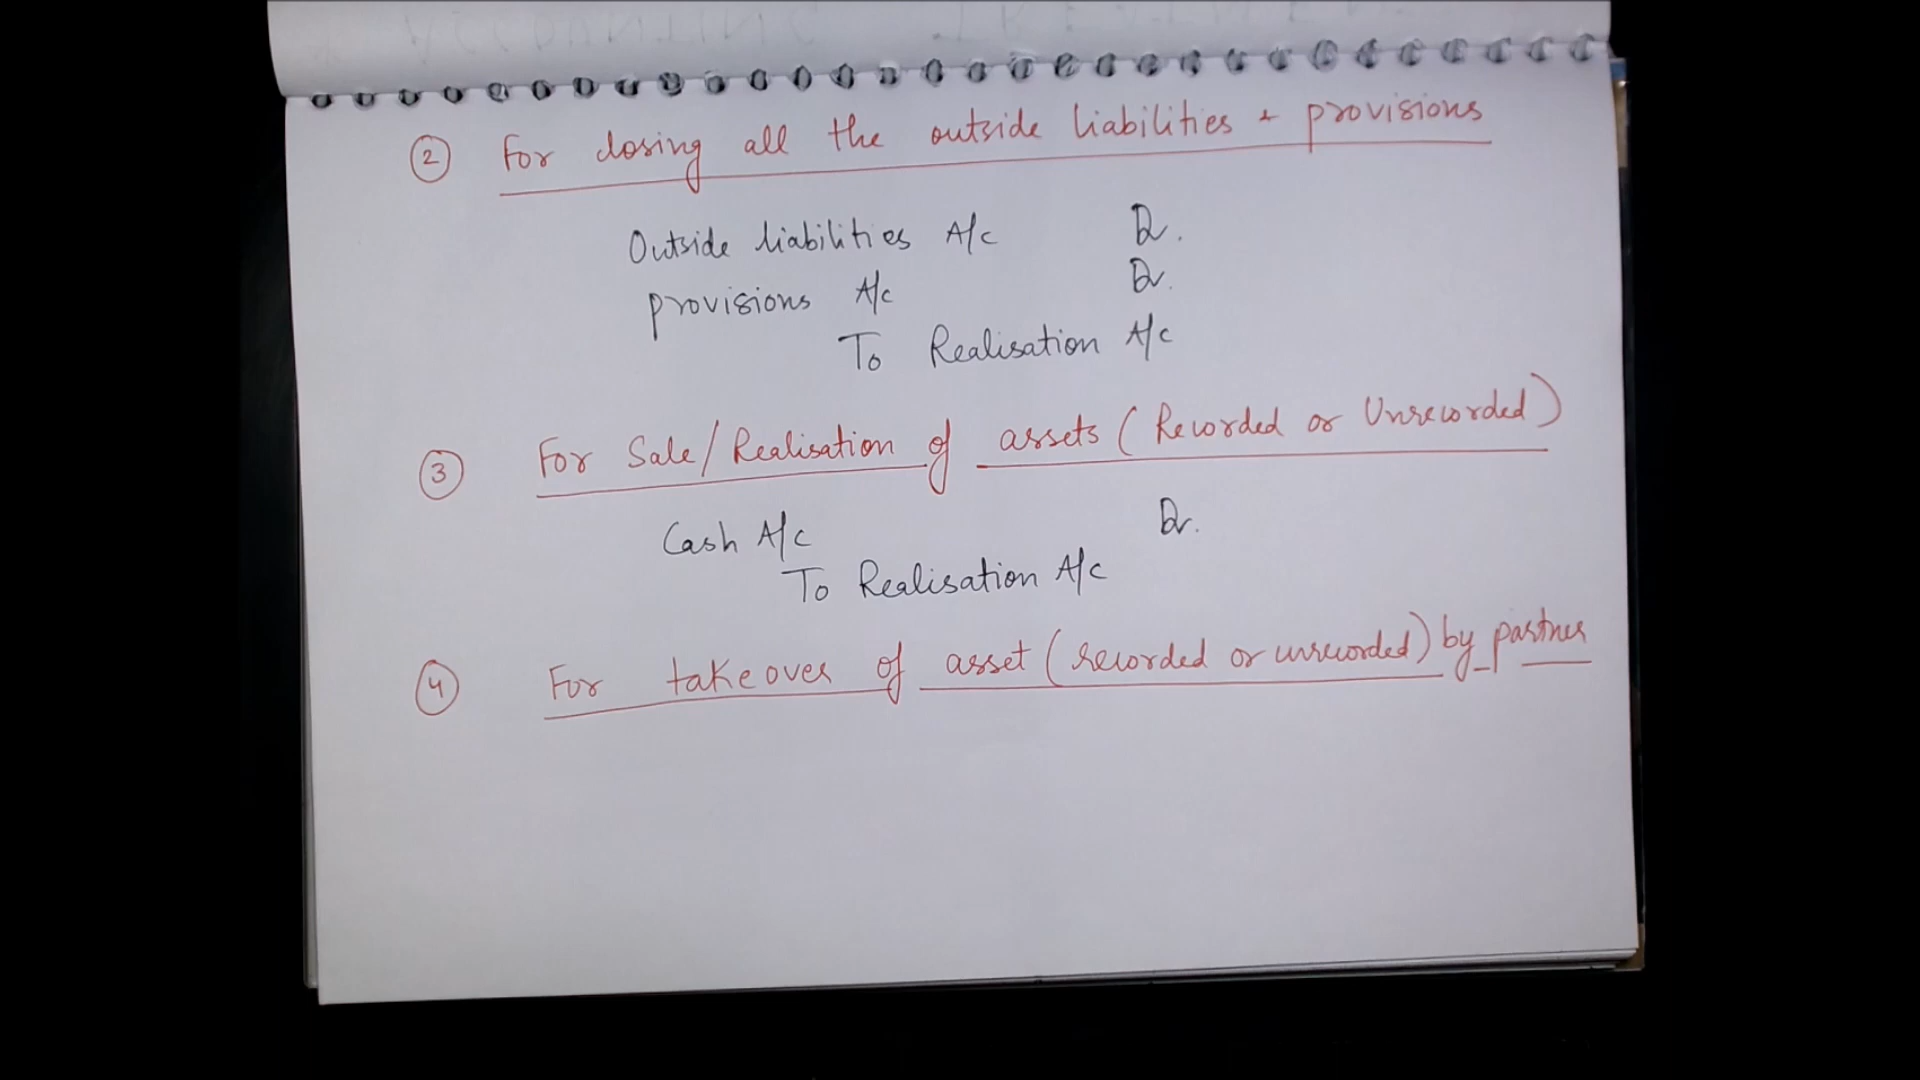 ACCOUNTING TREATMEN
② For closing all the outside liabilities + provisions
Outside liabilities A/c Dr.
provisions A/c Dr.
To Realisation A/c
③ For Sale/Realisation of assets (Recorded or Unrecorded)
Cash A/c Dr.
To Realisation A/c
④ For takeover of asset (recorded or unrecorded) by partner